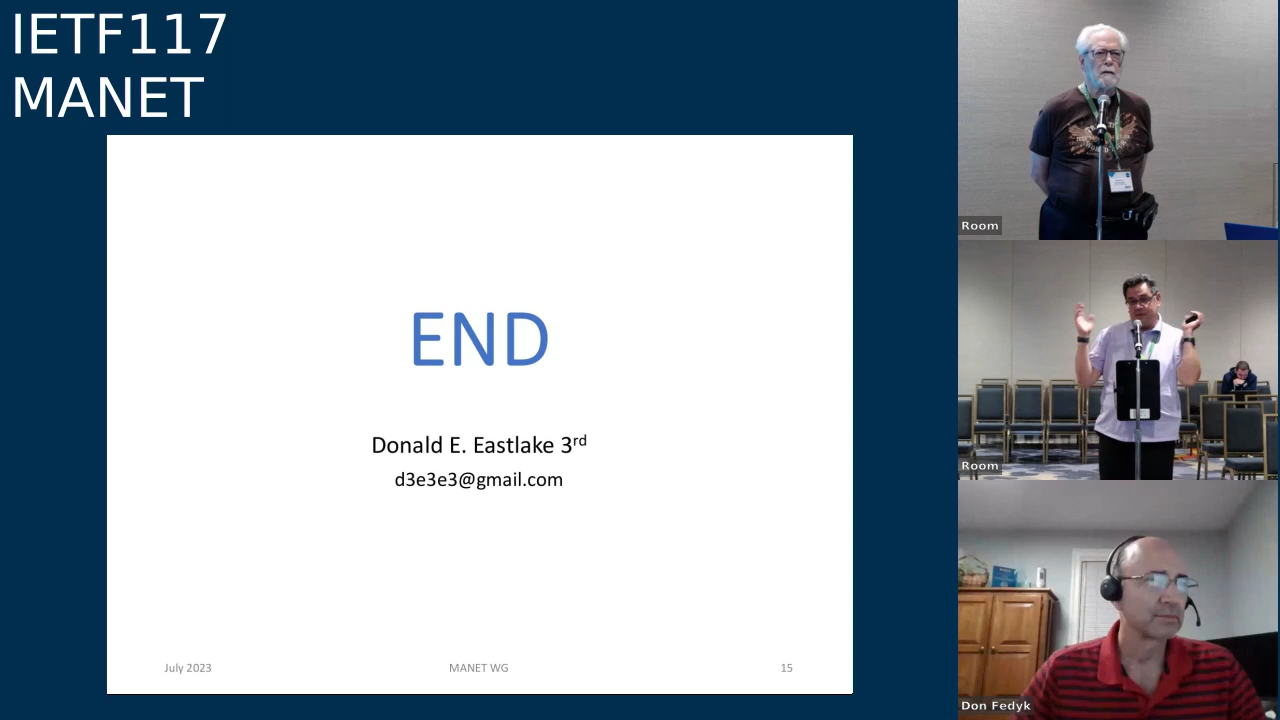 IETF117
MANET
END
Donald E. Eastlake 3rd
d3e3e3@gmail.com
July 2023
MANET WG
15
Room
Room
Don Fedyk